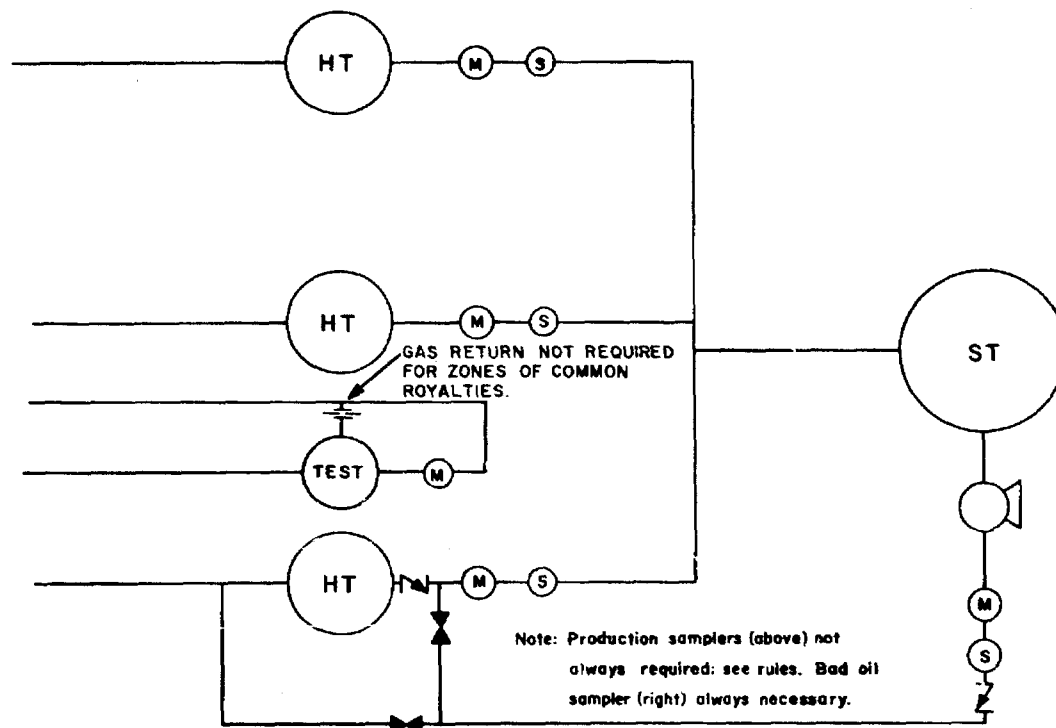 HT
M
S
HT
M
S
GAS RETURN NOT REQUIRED
FOR ZONES OF COMMON
ROYALTIES.
ST
TEST
M
HT
M
S
M
S
Note: Production samplers (above) not
always required: see rules. Bad oil
sampler (right) always necessary.